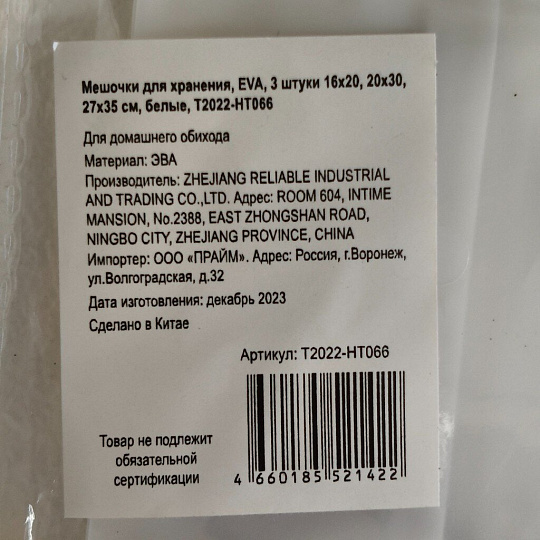 Мешочки для хранения, EVA, 3 штуки 16х20, 20х30,
27х35 см, белые, T2022-HT066
Для домашнего обихода
Материал: ЭВА
Производитель: ZHEJIANG RELIABLE INDUSTRIAL
AND TRADING CO.,LTD. Адрес: ROOM 604, INTIME
MANSION, No.2388, EAST ZHONGSHAN ROAD,
NINGBO CITY, ZHEJIANG PROVINCE, CHINA
Импортер: ООО «ПРАЙМ». Адрес: Россия, г.Воронеж,
ул.Волгоградская, д.32
Дата изготовления: декабрь 2023
Сделано в Китае
Артикул: T2022-HT066
Товар не подлежит
обязательной
сертификации
4 660185 521422